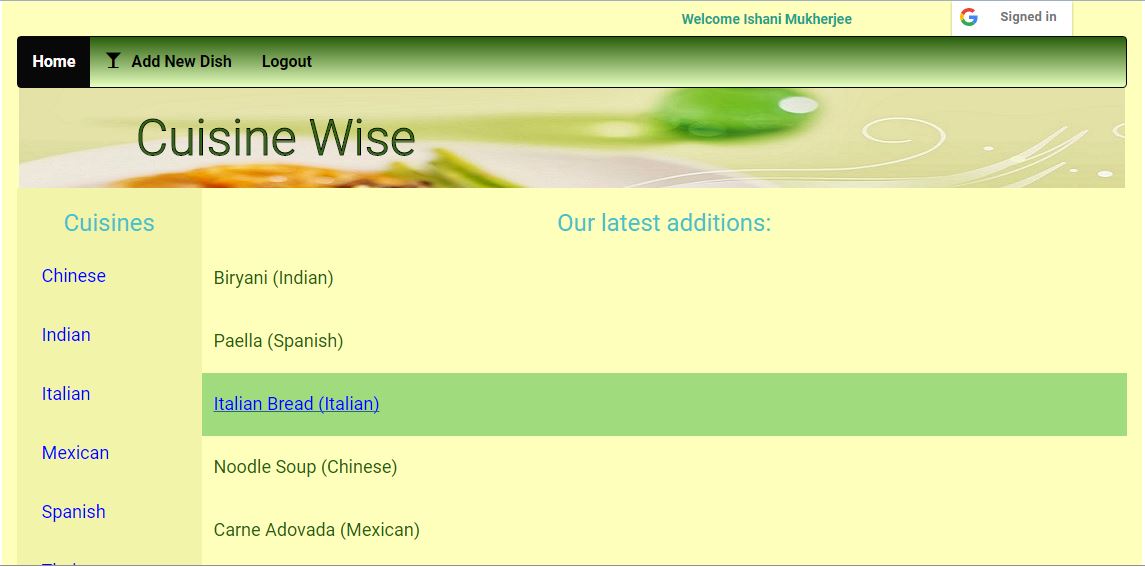 Welcome Ishani Mukherjee
Signed in
Home
Add New Dish
Logout
Cuisine Wise
Cuisines
Chinese
Indian
Italian
Mexican
Spanish
Our latest additions:
Biryani (Indian)
Paella (Spanish)
Italian Bread (Italian)
Noodle Soup (Chinese)
Carne Adovada (Mexican)